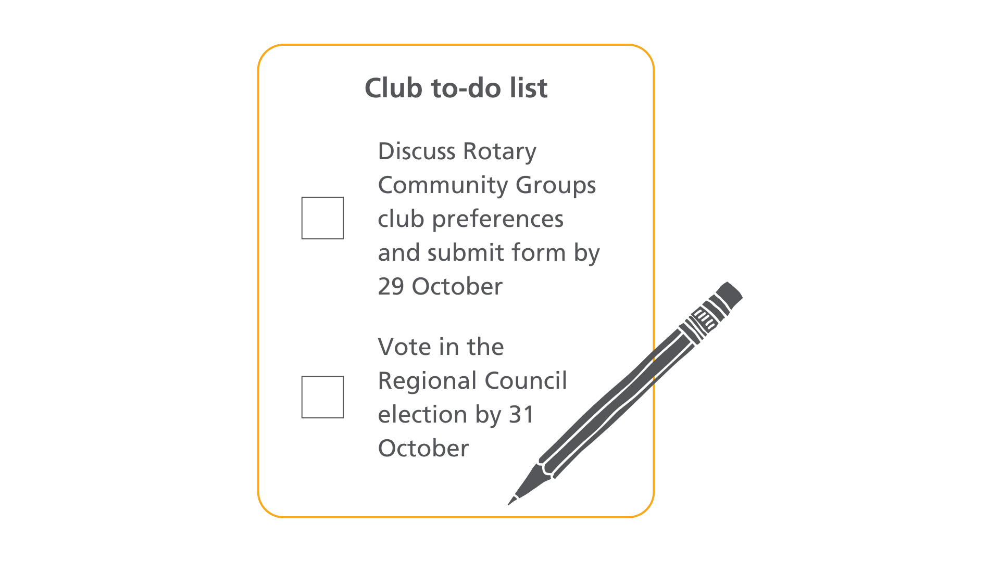 Club to-do list
Discuss Rotary
Community Groups
club preferences
and submit form by
29 October
Vote in the
Regional Council
election by 31
October